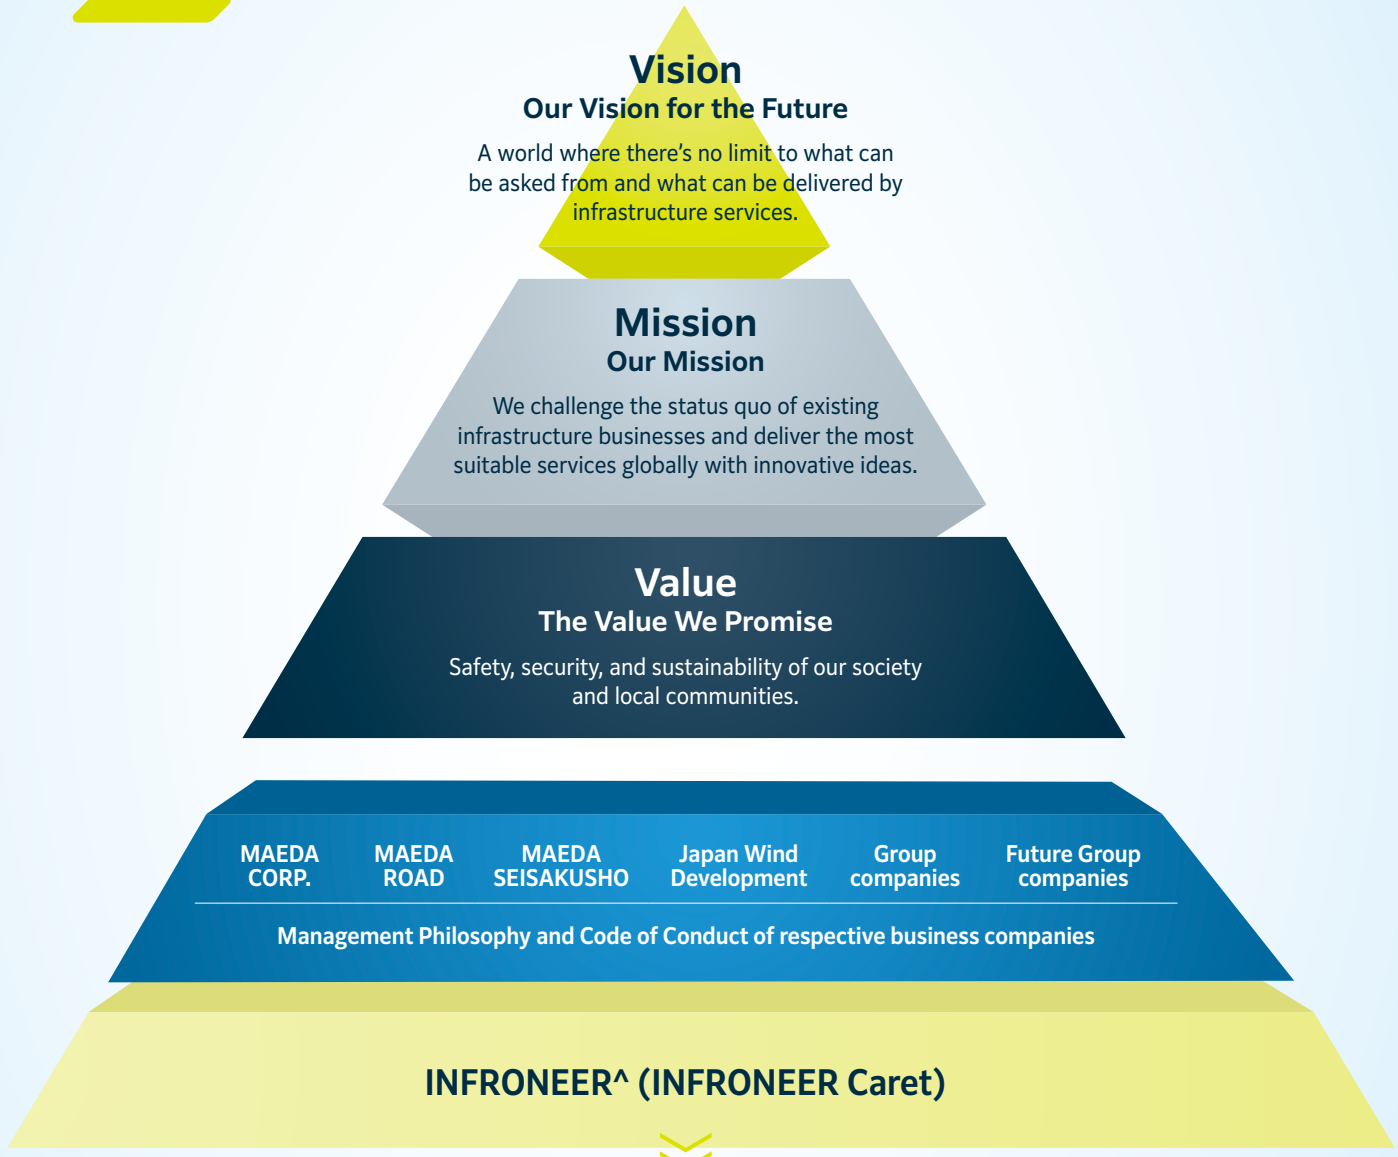 Vision
Our Vision for the Future
A world where there’s no limit to what can
be asked from and what can be delivered by
infrastructure services.
Mission
Our Mission
We challenge the status quo of existing
infrastructure businesses and deliver the most
suitable services globally with innovative ideas.
Value
The Value We Promise
Safety, security, and sustainability of our society
and local communities.
MAEDA
CORP.
MAEDA
ROAD
MAEDA
SEISAKUSHO
Japan Wind
Development
Group
companies
Future Group
companies
Management Philosophy and Code of Conduct of respective business companies
INFRONEER^ (INFRONEER Caret)